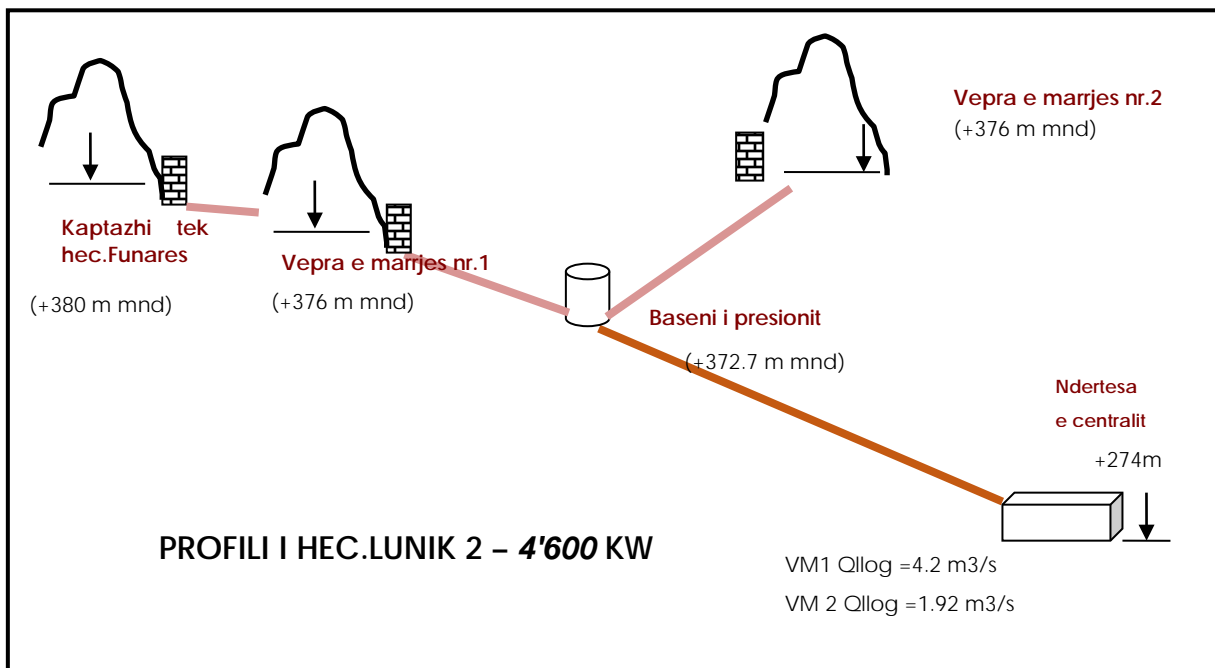 Vepra e marrjes nr.2
(+376 m mnd)
Kaptazhi tek
hec.Funares
(+380 m mnd)
Vepra e marrjes nr.1
(+376 m mnd)
Baseni i presionit
(+372.7 m mnd)
Ndertesa
e centralit
+274m
PROFILI I HEC.LUNIK 2 – 4'600 KW
VM1 Qllog =4.2 m3/s
VM 2 Qllog =1.92 m3/s